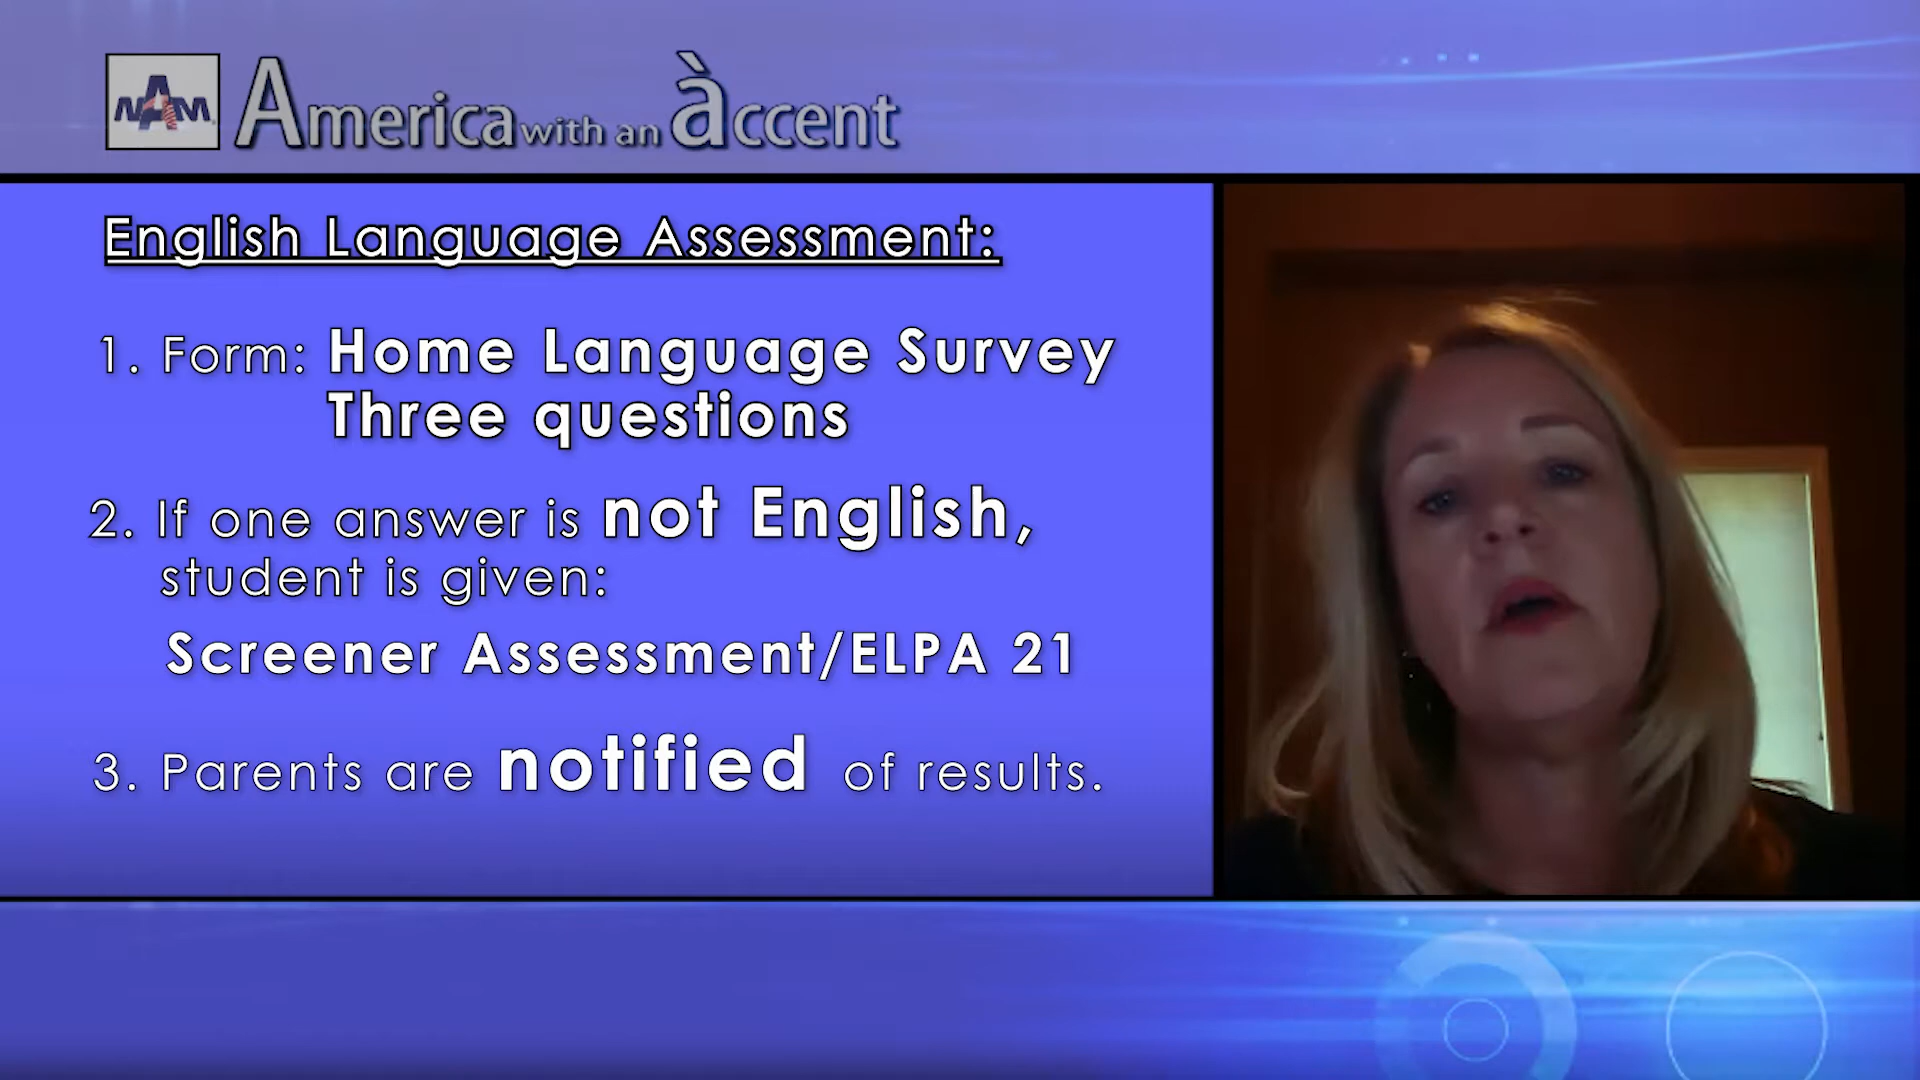 NAM
America with an àccent
English Language Assessment:
1. Form: Home Language Survey
Three questions
2. If one answer is not English,
student is given:
Screener Assessment/ELPA 21
3. Parents are notified of results.